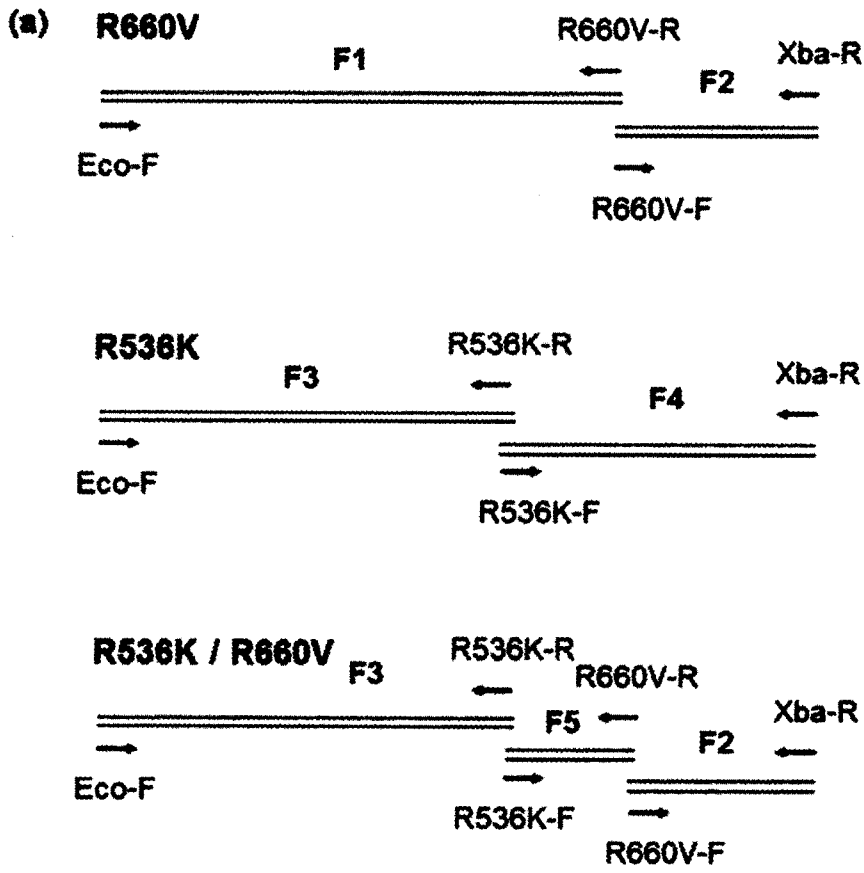 (a) R660V
R660V-R
F1
Xba-R
F2
Eco-F
R660V-F
R536K
R536K-R
F3
Xba-R
F4
Eco-F
R536K-F
R536K / R660V
R536K-R
F3
R660V-R
Xba-R
F5
F2
Eco-F
R536K-F
R660V-F